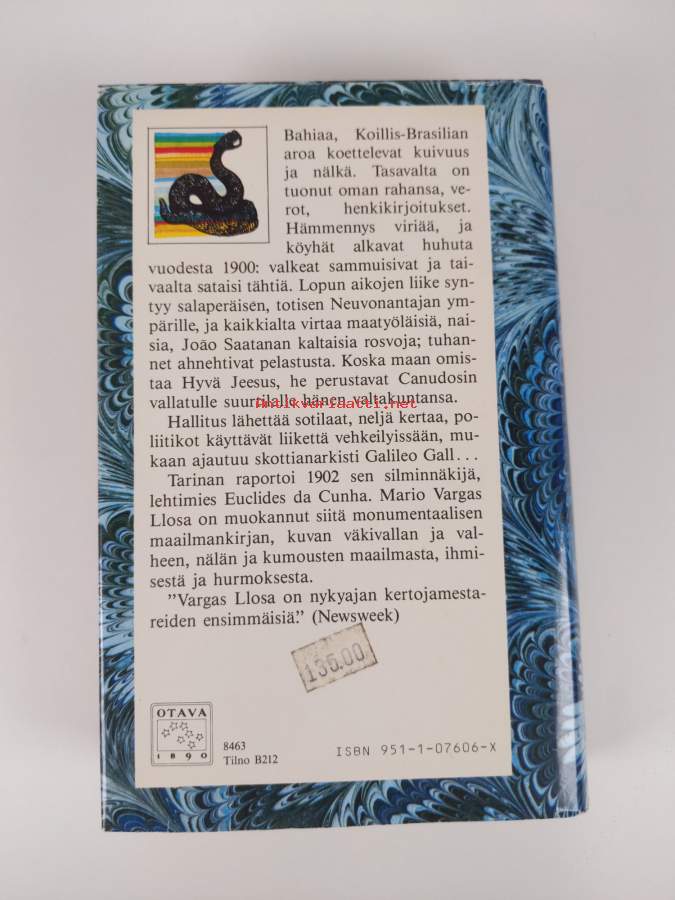 Bahiaa, Koillis-Brasilian
aroa koettelevat kuivuus
ja nälkä. Tasavalta on
tuonut oman rahansa, ve-
rot, henkikirjoitukset.
Hämmennys viriää, ja
köyhät alkavat huhuta
vuodesta 1900: valkeat sammuisivat ja tai-
vaalta sataisi tähtiä. Lopun aikojen liike syn-
tyy salaperäisen, totisen Neuvonantajan ym-
pärille, ja kaikkialta virtaa maatyöläisiä, nai-
sia, João Saatanan kaltaisia rosvoja; tuhan-
net ahnehtivat pelastusta. Koska maan omis-
taa Hyvä Jeesus, he perustavat Canudosin
vallatulle suurtilalle hänen valtakuntansa.
Antikvariaatti.net
Hallitus lähettää sotilaat, neljä kertaa, po-
liitikot käyttävät liikettä vehkeilyissään, mu-
kaan ajautuu skottianarkisti Galileo Gall...
Tarinan raportoi 1902 sen silminnäkijä,
lehtimies Euclides da Cunha. Mario Vargas
Llosa on muokannut siitä monumentaalisen
maailmankirjan, kuvan väkivallan ja val-
heen, nälän ja kumousten maailmasta, ihmi-
sestä ja hurmoksesta.
”Vargas Llosa on nykyajan kertojamesta-
reiden ensimmäisiä.” (Newsweek)
136.00
OTAVA
1890
8463
Tilno B212
ISBN 951-1-07606-X